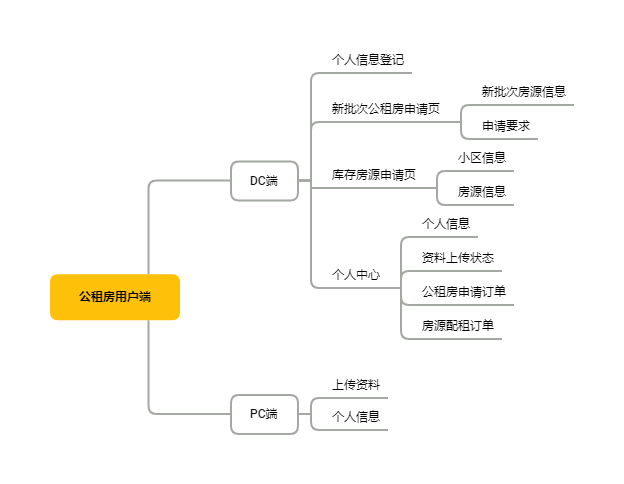 个人信息登记
新批次房源信息
新批次公租房申请页
申请要求
小区信息
库存房源申请页
DC端
房源信息
个人信息
资料上传状态
个人中心
公租房申请订单
公租房用户端
房源配租订单
上传资料
PC端
个人信息